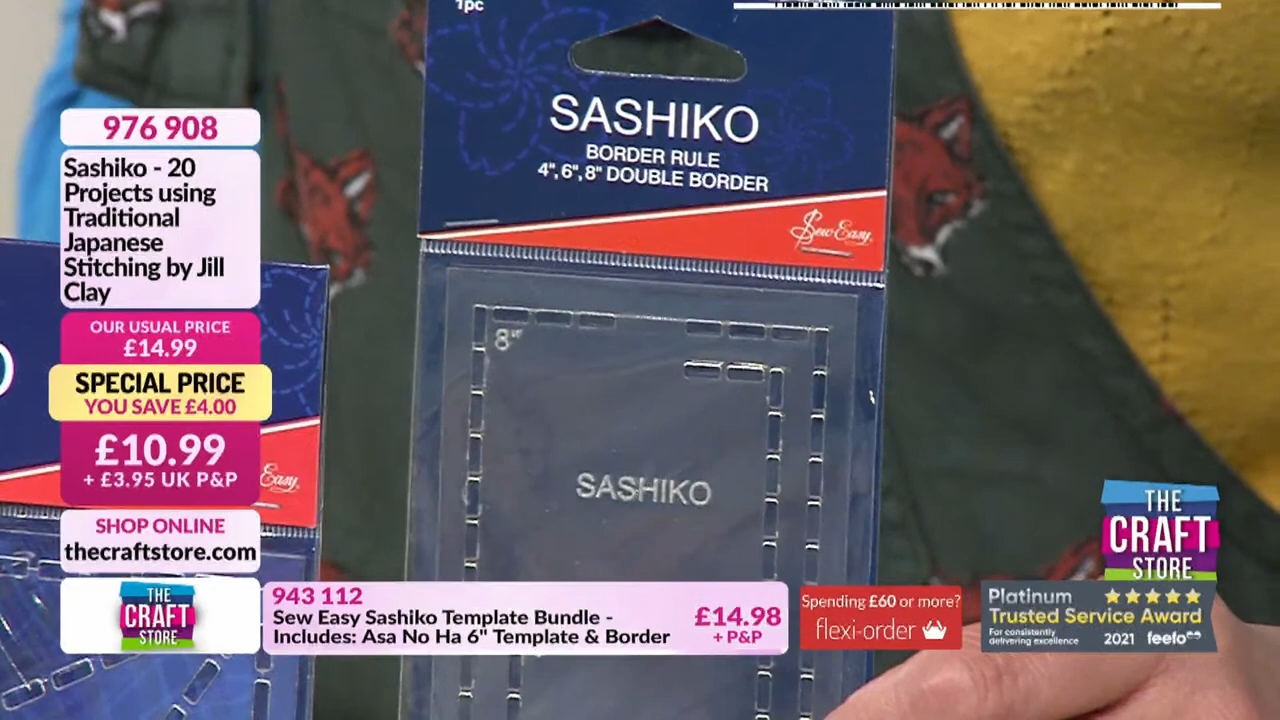 1pc
SASHIKO
BORDER RULE
4", 6", 8" DOUBLE BORDER
Sew Easy
8"
SASHIKO
Easy
976 908
Sashiko - 20
Projects using
Traditional
Japanese
Stitching by Jill
Clay
OUR USUAL PRICE
£14.99
SPECIAL PRICE
YOU SAVE £4.00
£10.99
+ £3.95 UK P&P
SHOP ONLINE
thecraftstore.com
THE
CRAFT
STORE
943 112
Sew Easy Sashiko Template Bundle -
Includes: Asa No Ha 6" Template & Border
£14.98
+ P&P
Spending £60 or more?
flexi-order
THE
CRAFT
STORE
Platinum
Trusted Service Award
For consistently
delivering excellence
2021 feefo